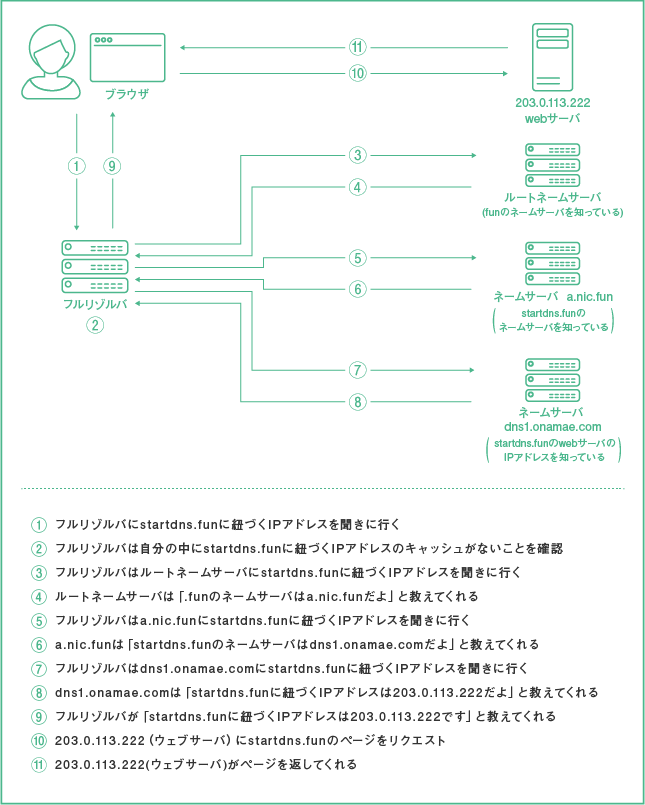 ⑪
⑩
ブラウザ
203.0.113.222
webサーバ
①
⑨
③
④
ルートネームサーバ
(funのネームサーバを知っている)
⑤
⑥
フルリゾルバ
②
ネームサーバ a.nic.fun
(startdns.funの
ネームサーバを知っている)
⑦
⑧
ネームサーバ
dns1.onamae.com
(startdns.funのwebサーバの
IPアドレスを知っている)
① フルリゾルバにstartdns.funに紐づくIPアドレスを聞きに行く
② フルリゾルバは自分の中にstartdns.funに紐づくIPアドレスのキャッシュがないことを確認
③ フルリゾルバはルートネームサーバにstartdns.funに紐づくIPアドレスを聞きに行く
④ ルートネームサーバは「.funのネームサーバはa.nic.funだよ」と教えてくれる
⑤ フルリゾルバはa.nic.funにstartdns.funに紐づくIPアドレスを聞きに行く
⑥ a.nic.funは「startdns.funのネームサーバはdns1.onamae.comだよ」と教えてくれる
⑦ フルリゾルバはdns1.onamae.comにstartdns.funに紐づくIPアドレスを聞きに行く
⑧ dns1.onamae.comは「startdns.funに紐づくIPアドレスは203.0.113.222だよ」と教えてくれる
⑨ フルリゾルバが「startdns.funに紐づくIPアドレスは203.0.113.222です」と教えてくれる
⑩ 203.0.113.222（ウェブサーバ）にstartdns.funのページをリクエスト
⑪ 203.0.113.222(ウェブサーバ)がページを返してくれる